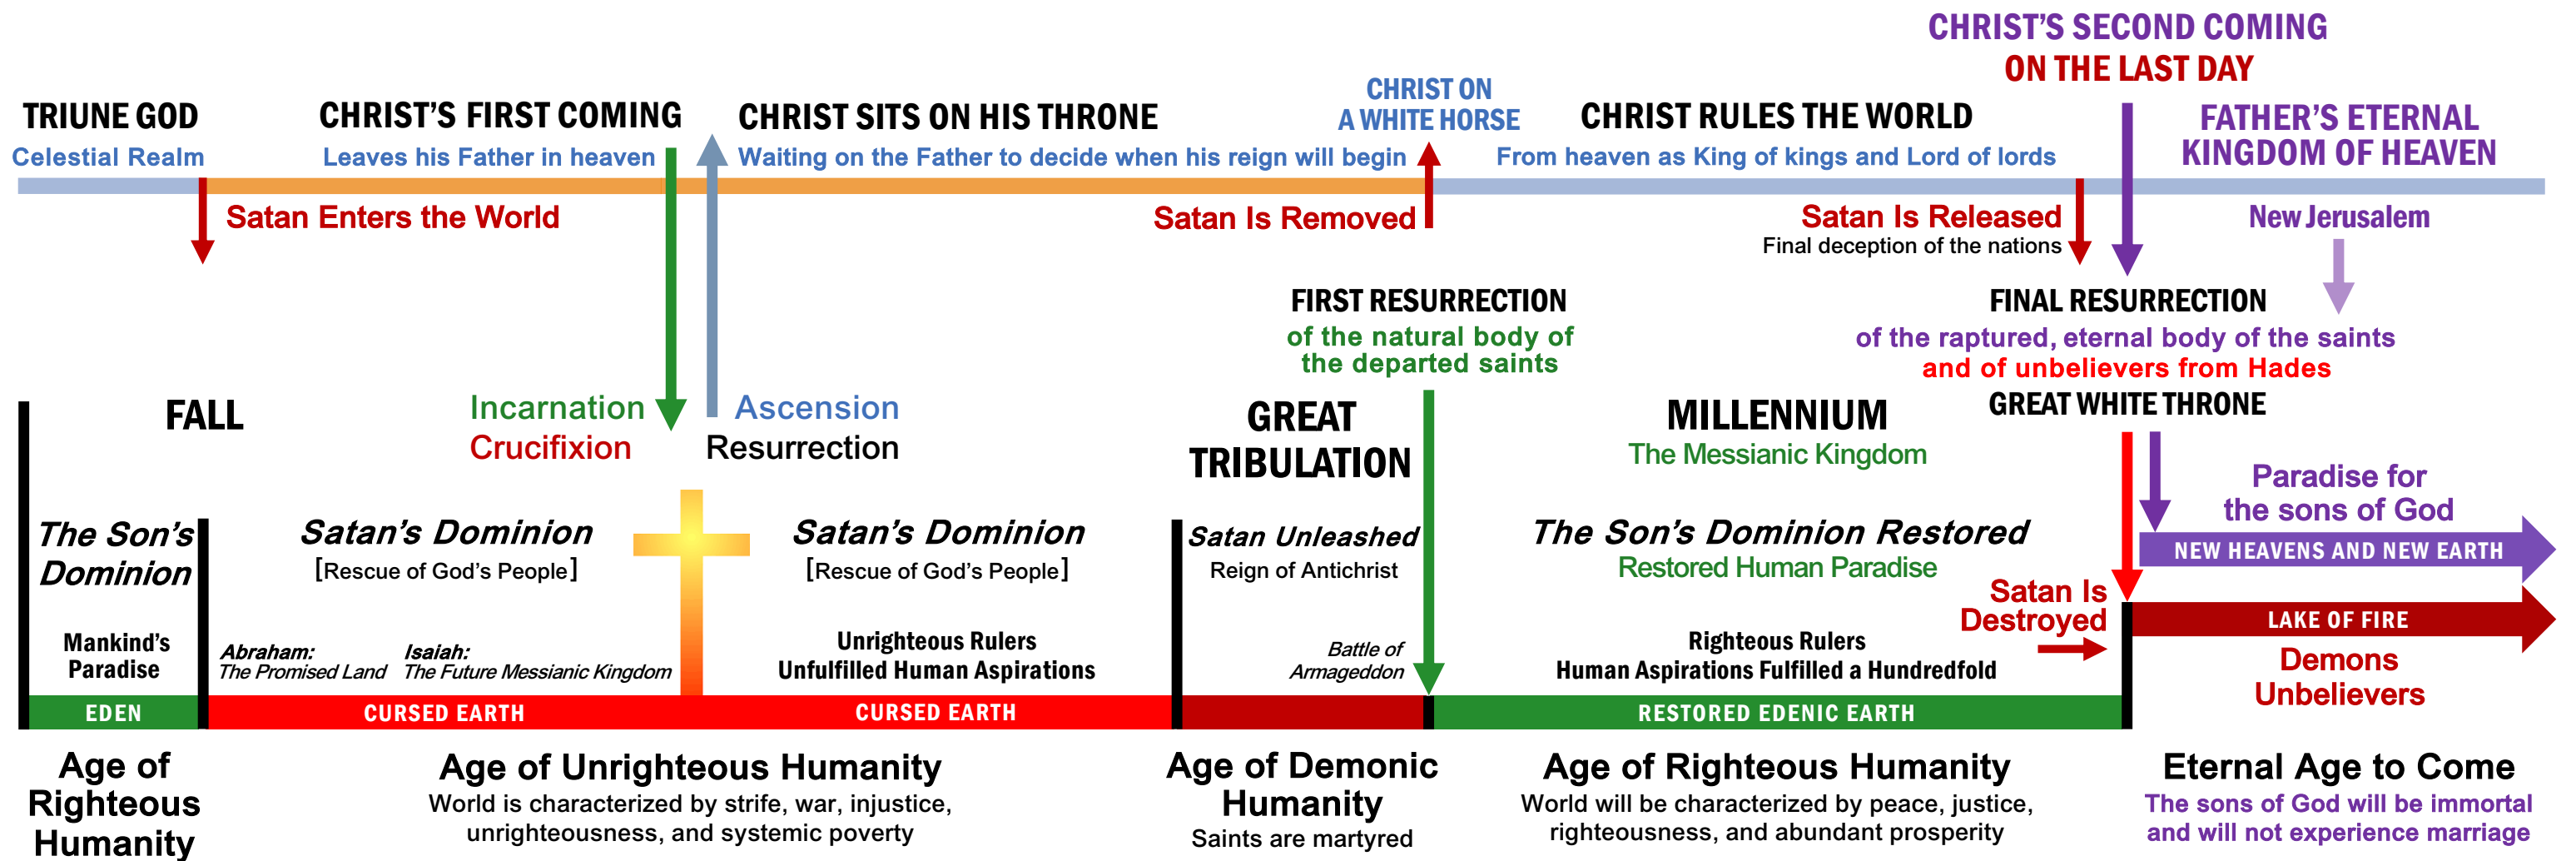 CHRIST'S SECOND COMING
ON THE LAST DAY
TRIUNE GOD
Celestial Realm
CHRIST'S FIRST COMING
Leaves his Father in heaven
CHRIST SITS ON HIS THRONE
Waiting on the Father to decide when his reign will begin
CHRIST ON
A WHITE HORSE
CHRIST RULES THE WORLD
From heaven as King of kings and Lord of lords
FATHER'S ETERNAL
KINGDOM OF HEAVEN
Satan Enters the World
Satan Is Removed
Satan Is Released
Final deception of the nations
New Jerusalem
FIRST RESURRECTION
of the natural body of
the departed saints
FINAL RESURRECTION
of the raptured, eternal body of the saints
and of unbelievers from Hades
GREAT WHITE THRONE
FALL
Incarnation
Crucifixion
Ascension
Resurrection
GREAT
TRIBULATION
MILLENNIUM
The Messianic Kingdom
Paradise for
the sons of God
NEW HEAVENS AND NEW EARTH
The Son's
Dominion
Satan's Dominion
[Rescue of God's People]
Satan's Dominion
[Rescue of God's People]
Satan Unleashed
Reign of Antichrist
The Son's Dominion Restored
Restored Human Paradise
Satan Is
Destroyed
LAKE OF FIRE
Demons
Unbelievers
Mankind's
Paradise
Abraham:
The Promised Land
Isaiah:
The Future Messianic Kingdom
Unrighteous Rulers
Unfulfilled Human Aspirations
Battle of
Armageddon
Righteous Rulers
Human Aspirations Fulfilled a Hundredfold
EDEN
CURSED EARTH
CURSED EARTH
RESTORED EDENIC EARTH
Age of
Righteous
Humanity
Age of Unrighteous Humanity
World is characterized by strife, war, injustice,
unrighteousness, and systemic poverty
Age of Demonic
Humanity
Saints are martyred
Age of Righteous Humanity
World will be characterized by peace, justice,
righteousness, and abundant prosperity
Eternal Age to Come
The sons of God will be immortal
and will not experience marriage